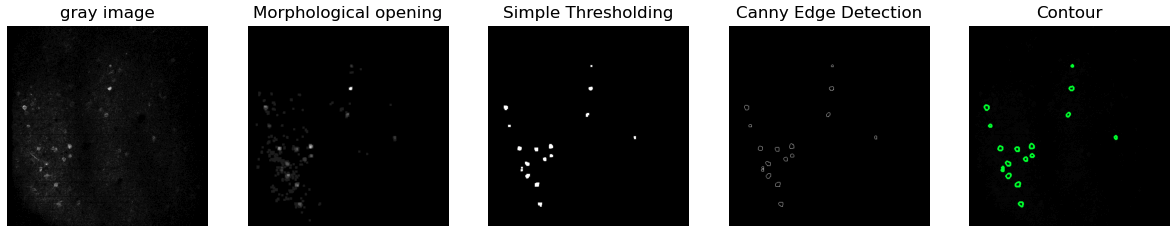 gray image
Morphological opening
Simple Thresholding
Canny Edge Detection
Contour